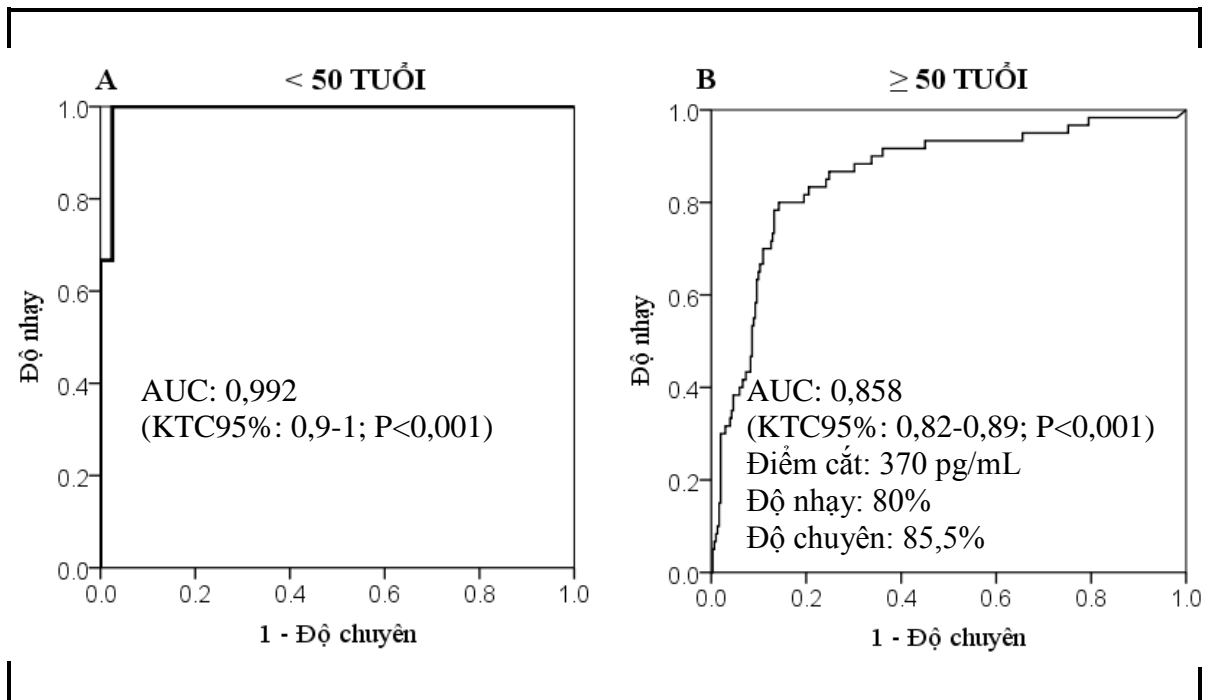 A < 50 TUỔI
1.0
0.8
0.6
0.4
0.2
0.0
0.0 0.2 0.4 0.6 0.8 1.0
Độ nhạy
1 - Độ chuyên
AUC: 0,992
(KTC95%: 0,9-1; P<0,001)
B ≥ 50 TUỔI
1.0
0.8
0.6
0.4
0.2
0.0
0.0 0.2 0.4 0.6 0.8 1.0
Độ nhạy
1 - Độ chuyên
AUC: 0,858
(KTC95%: 0,82-0,89; P<0,001)
Điểm cắt: 370 pg/mL
Độ nhạy: 80%
Độ chuyên: 85,5%